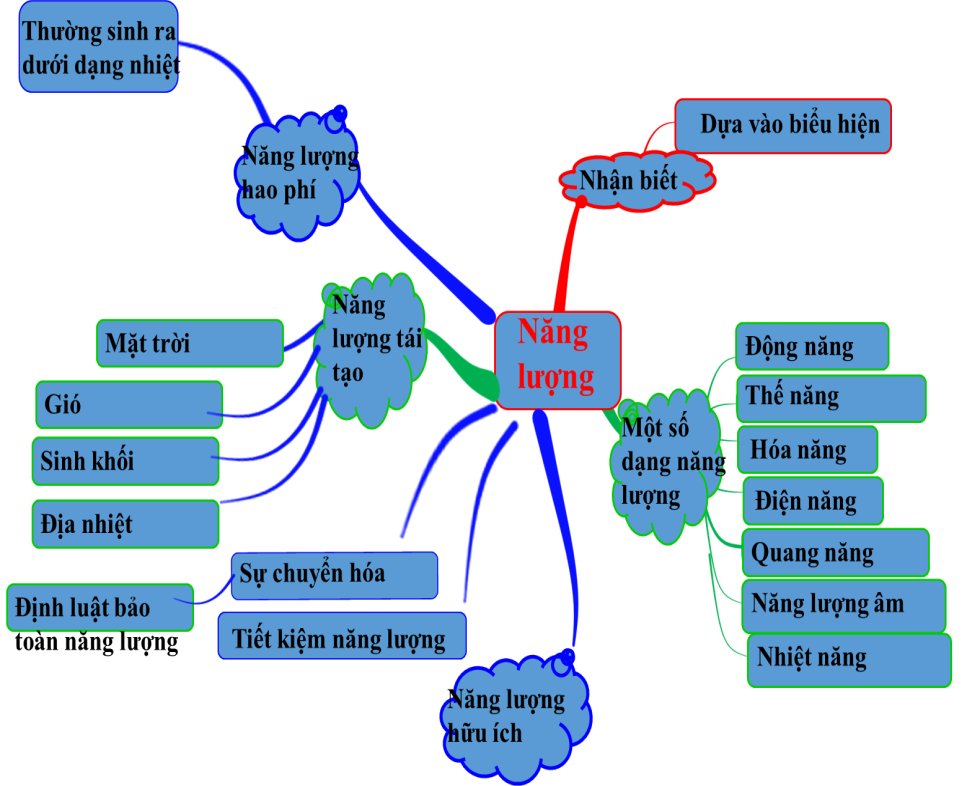 Thường sinh ra
dưới dạng nhiệt
Năng lượng
hao phí
Dựa vào biểu hiện
Nhận biết
Năng
lượng
Năng
lượng tái
tạo
Mặt trời
Gió
Sinh khối
Địa nhiệt
Một số
dạng năng
lượng
Động năng
Thế năng
Hóa năng
Điện năng
Quang năng
Năng lượng âm
Nhiệt năng
Sự chuyển hóa
Định luật bảo
toàn năng lượng
Tiết kiệm năng lượng
Năng lượng
hữu ích